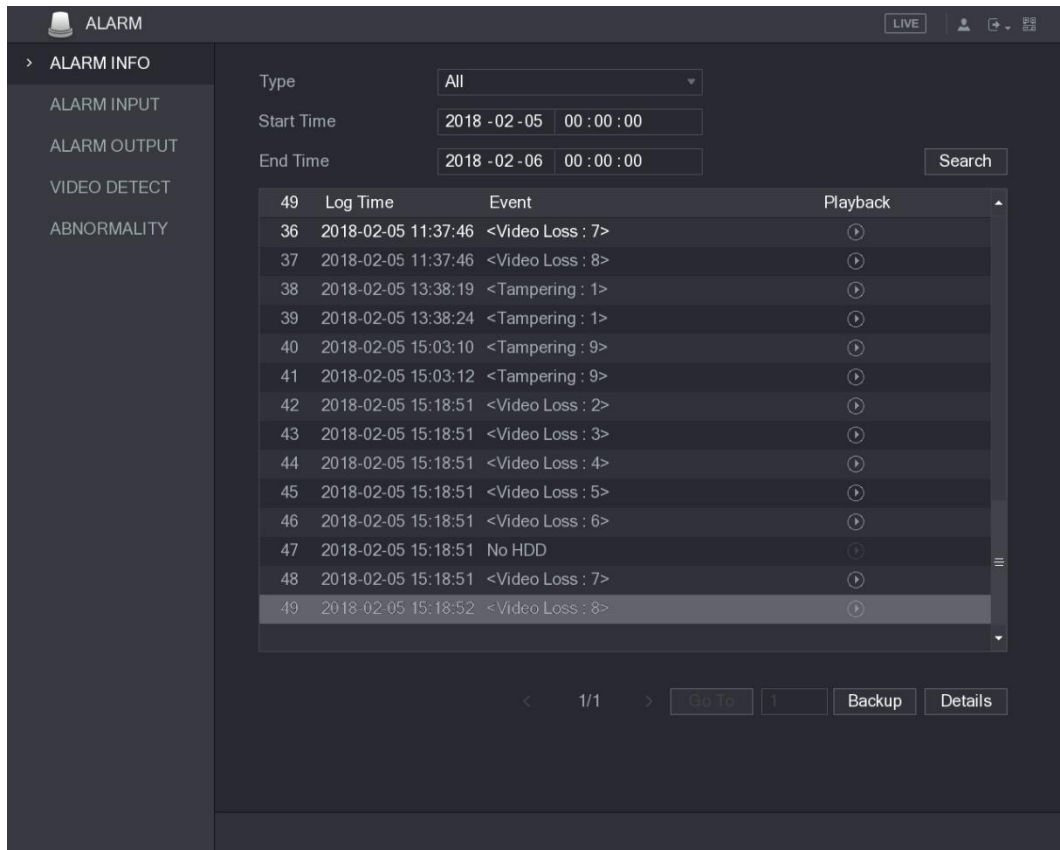 ALARM LIVE
> ALARM INFO
ALARM INPUT
ALARM OUTPUT
VIDEO DETECT
ABNORMALITY
Type All
Start Time 2018 -02 -05 00 : 00 : 00
End Time 2018 -02 -06 00 : 00 : 00 Search
49 Log Time Event Playback
36 2018-02-05 11:37:46 <Video Loss : 7>
37 2018-02-05 11:37:46 <Video Loss : 8>
38 2018-02-05 13:38:19 <Tampering : 1>
39 2018-02-05 13:38:24 <Tampering : 1>
40 2018-02-05 15:03:10 <Tampering : 9>
41 2018-02-05 15:03:12 <Tampering : 9>
42 2018-02-05 15:18:51 <Video Loss : 2>
43 2018-02-05 15:18:51 <Video Loss : 3>
44 2018-02-05 15:18:51 <Video Loss : 4>
45 2018-02-05 15:18:51 <Video Loss : 5>
46 2018-02-05 15:18:51 <Video Loss : 6>
47 2018-02-05 15:18:51 No HDD
48 2018-02-05 15:18:51 <Video Loss : 7>
49 2018-02-05 15:18:52 <Video Loss : 8>
< 1/1 > Go To 1 Backup Details